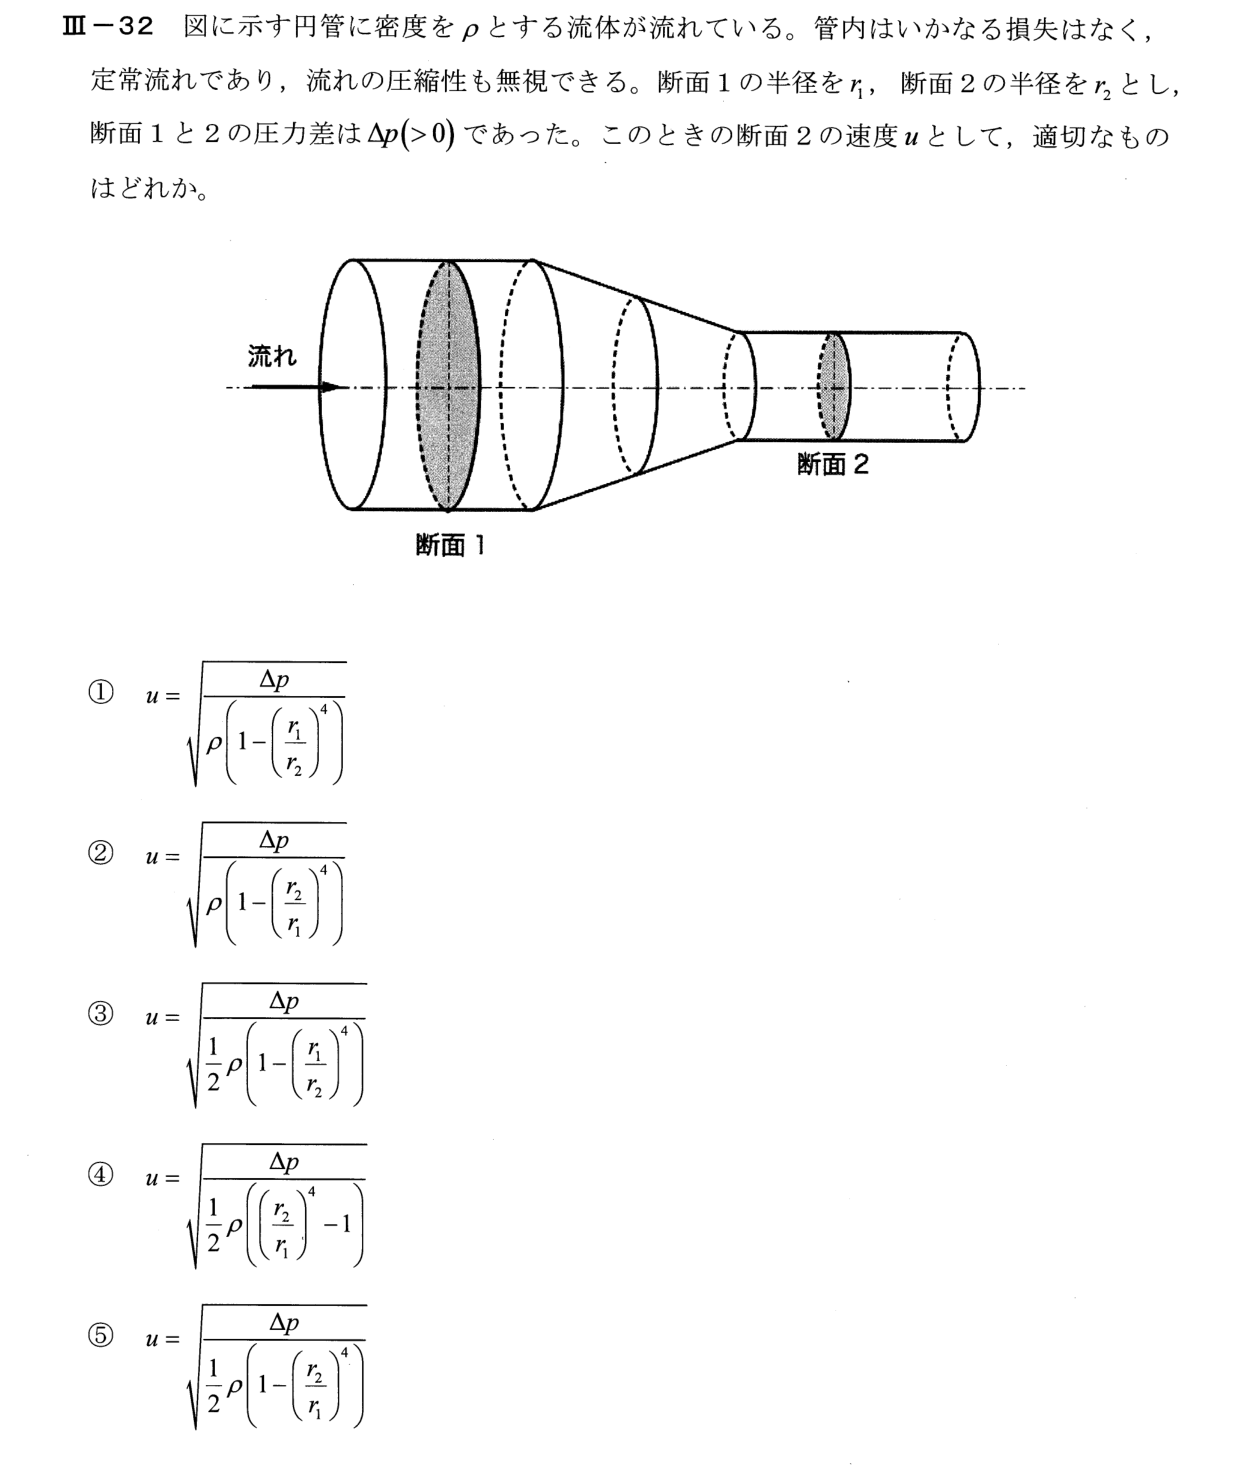 Ⅲ－32　図に示す円管に密度をρとする流体が流れている。管内はいかなる損失はなく，
定常流れであり，流れの圧縮性も無視できる。断面１の半径をr₁，断面２の半径をr₂とし，
断面１と２の圧力差はΔp(>0)であった。このときの断面２の速度uとして，適切なもの
はどれか。
流れ
断面２
断面１
① u = √(Δp / (ρ(1−(r₁/r₂)⁴)))
② u = √(Δp / (ρ(1−(r₂/r₁)⁴)))
③ u = √(Δp / ((1/2)ρ(1−(r₁/r₂)⁴)))
④ u = √(Δp / ((1/2)ρ((r₂/r₁)⁴−1)))
⑤ u = √(Δp / ((1/2)ρ(1−(r₂/r₁)⁴)))